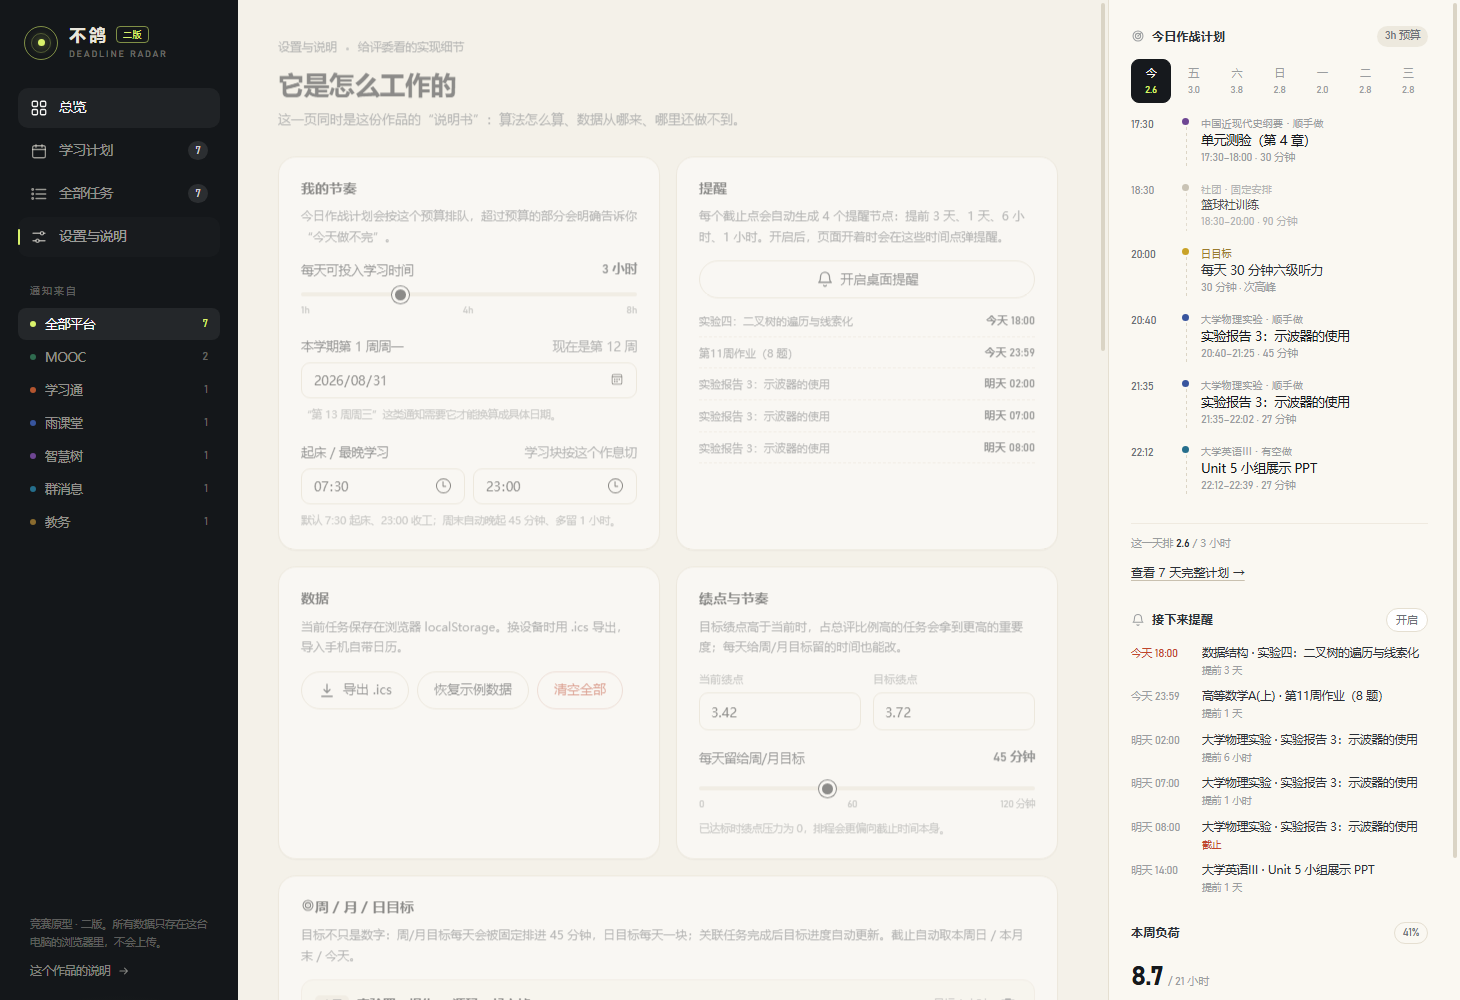 不鸽 二版
DEADLINE RADAR
总览
学习计划 7
全部任务 7
设置与说明
通知来自
全部平台 7
MOOC 2
学习通 1
雨课堂 1
智慧树 1
群消息 1
教务 1
竞赛原型 · 二版。所有数据只存在这台
电脑的浏览器里，不会上传。
这个作品的说明 →
设置与说明 · 给评委看的实现细节
它是怎么工作的
这一页同时是这份作品的“说明书”：算法怎么算、数据从哪来、哪里还做不到。
我的节奏
今日作战计划会按这个预算排队，超过预算的部分会明确告诉你
“今天做不完”。
每天可投入学习时间 3 小时
1h 4h 8h
本学期第 1 周周一 现在是第 12 周
2026/08/31
“第 13 周周三”这类通知需要它才能换算成具体日期。
起床 / 最晚学习 学习块按这个作息切
07:30 23:00
默认 7:30 起床、23:00 收工；周末自动晚起 45 分钟、多留 1 小时。
提醒
每个截止点会自动生成 4 个提醒节点：提前 3 天、1 天、6 小
时、1 小时。开启后，页面开着时会在这些时间点弹提醒。
开启桌面提醒
实验四：二叉树的遍历与线索化 今天 18:00
第11周作业（8 题） 今天 23:59
实验报告 3：示波器的使用 明天 02:00
实验报告 3：示波器的使用 明天 07:00
实验报告 3：示波器的使用 明天 08:00
数据
当前任务保存在浏览器 localStorage。换设备时用 .ics 导出，
导入手机自带日历。
导出 .ics 恢复示例数据 清空全部
绩点与节奏
目标绩点高于当前时，占总评比例高的任务会拿到更高的重要
度；每天给周/月目标留的时间也能改。
当前绩点 目标绩点
3.42 3.72
每天留给周/月目标 45 分钟
0 60 120 分钟
已达标时绩点压力为 0，排程会更偏向截止时间本身。
周 / 月 / 日目标
目标不只是数字：周/月目标每天会被固定排进 45 分钟，日目标每天一块；关联任务完成后目标进度自动更新。截止自动取本周日 / 本月
末 / 今天。
今日作战计划 3h 预算
今 五 六 日 一 二 三
2.6 3.0 3.8 2.8 2.0 2.8 2.8
17:30 中国近现代史纲要 · 顺手做
单元测验（第 4 章）
17:30–18:00 · 30 分钟
18:30 社团 · 固定安排
篮球社训练
18:30–20:00 · 90 分钟
20:00 日目标
每天 30 分钟六级听力
30 分钟 · 次高峰
20:40 大学物理实验 · 顺手做
实验报告 3：示波器的使用
20:40–21:25 · 45 分钟
21:35 大学物理实验 · 顺手做
实验报告 3：示波器的使用
21:35–22:02 · 27 分钟
22:12 大学英语III · 有空做
Unit 5 小组展示 PPT
22:12–22:39 · 27 分钟
这一天排 2.6 / 3 小时
查看 7 天完整计划 →
接下来提醒 开启
今天 18:00 数据结构 · 实验四：二叉树的遍历与线索化
提前 3 天
今天 23:59 高等数学A(上) · 第11周作业（8 题）
提前 1 天
明天 02:00 大学物理实验 · 实验报告 3：示波器的使用
提前 6 小时
明天 07:00 大学物理实验 · 实验报告 3：示波器的使用
提前 1 小时
明天 08:00 大学物理实验 · 实验报告 3：示波器的使用
截止
明天 14:00 大学英语III · Unit 5 小组展示 PPT
提前 1 天
本周负荷 41%
8.7 / 21 小时